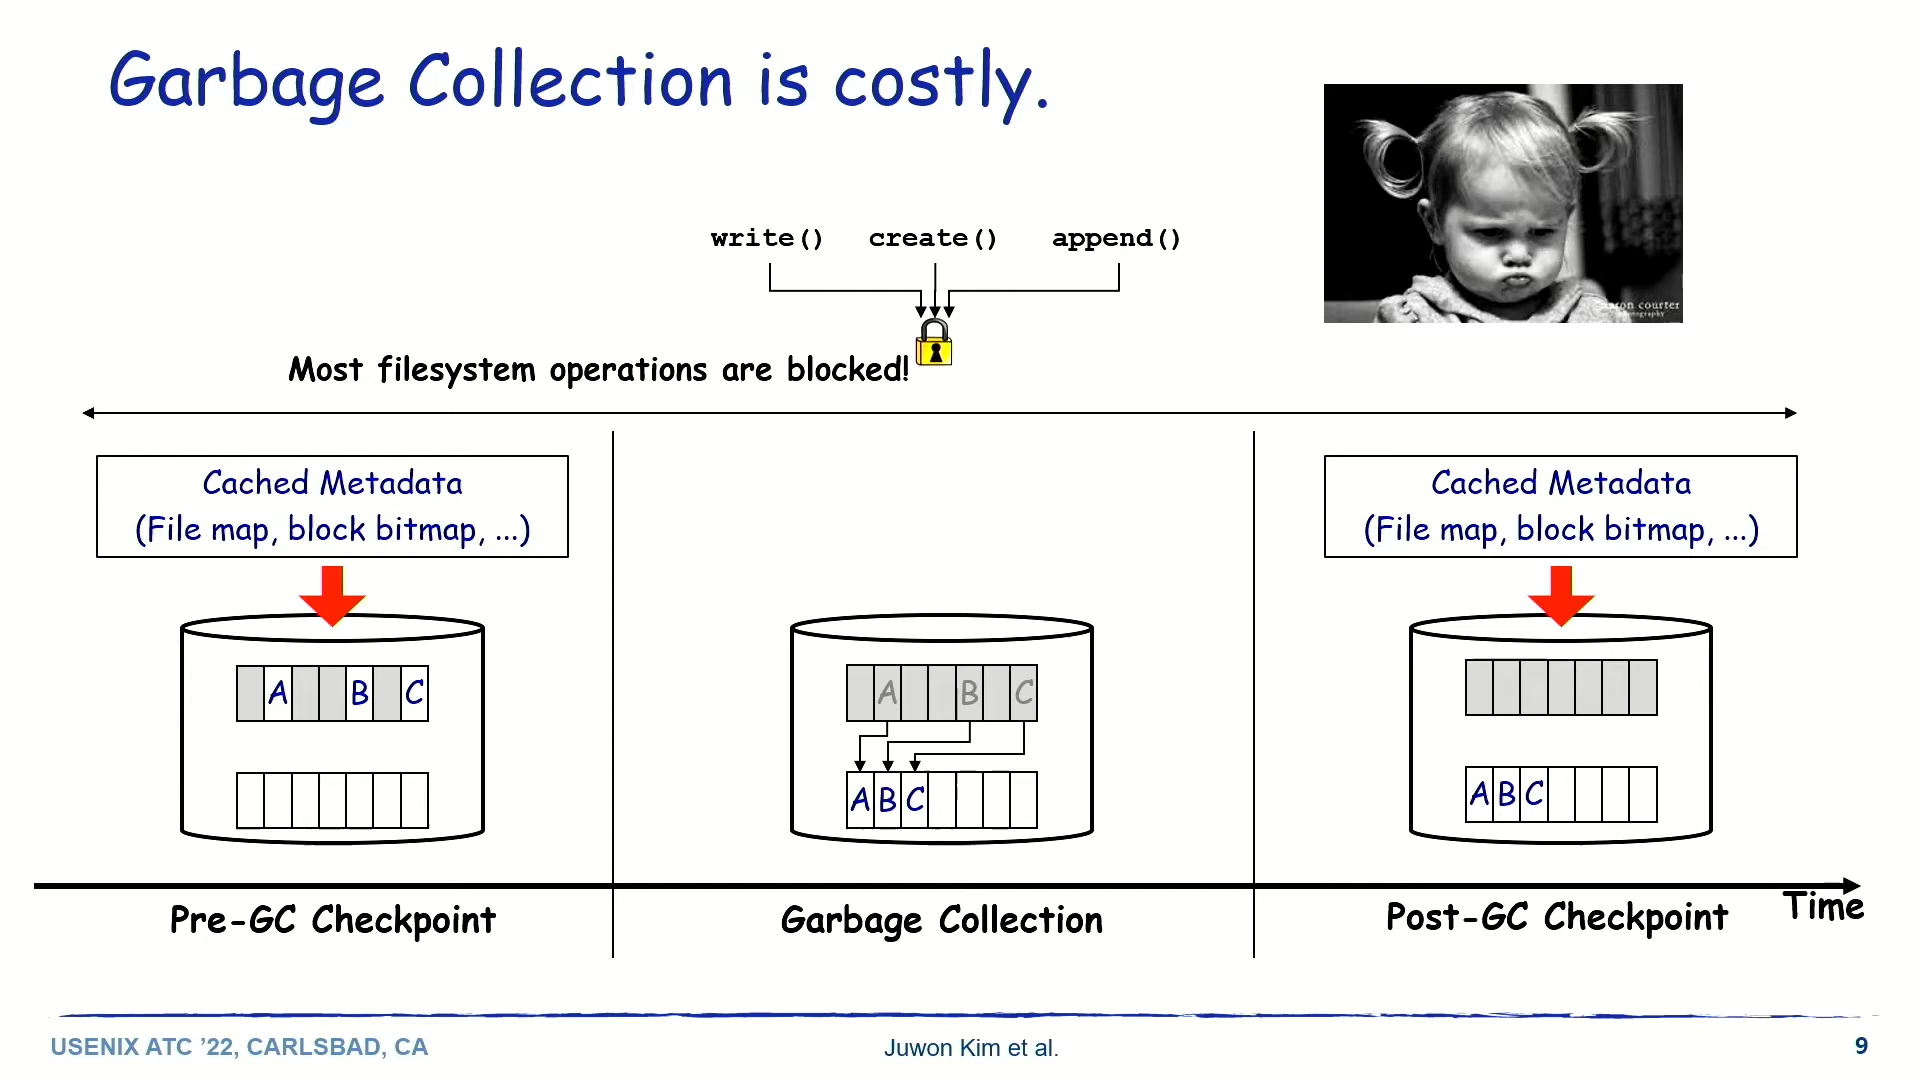 Garbage Collection is costly.
write() create() append()
Most filesystem operations are blocked!
Cached Metadata
(File map, block bitmap, ...)
A B C
Pre-GC Checkpoint
A B C
A B C
Garbage Collection
Cached Metadata
(File map, block bitmap, ...)
A B C
Post-GC Checkpoint
Time
USENIX ATC ’22, CARLSBAD, CA
Juwon Kim et al.
9